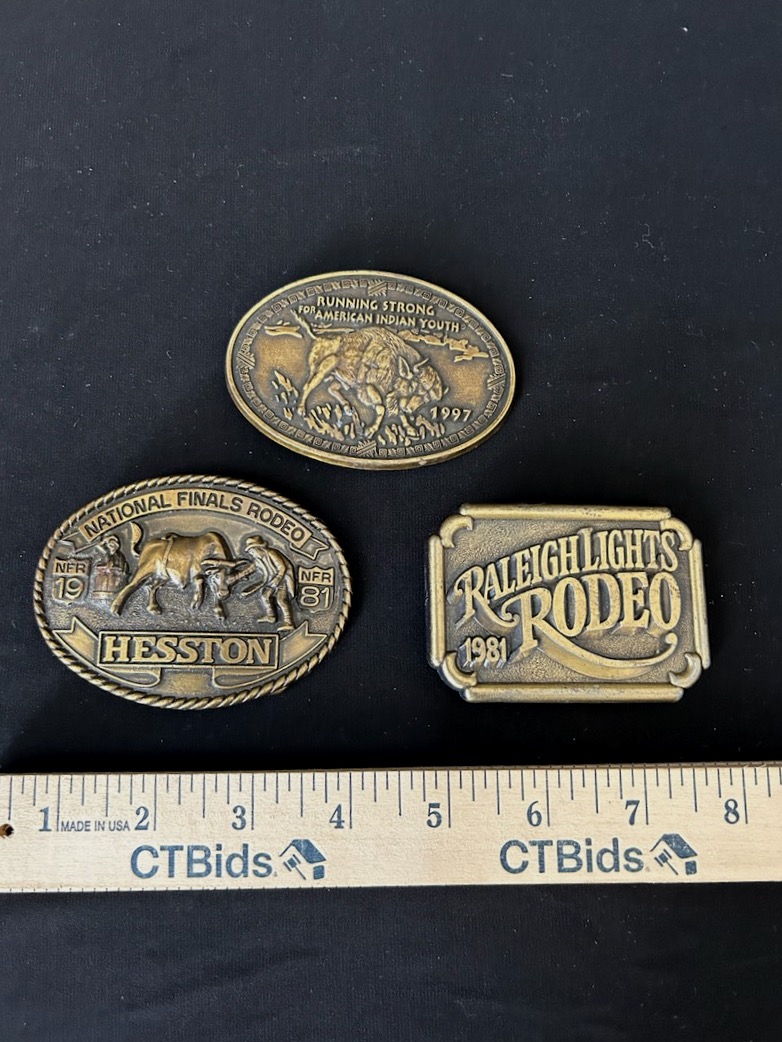 RUNNING STRONG
FOR AMERICAN INDIAN YOUTH®
1997
NATIONAL FINALS RODEO
NFR
19
NFR
81
HESSTON
RALEIGH LIGHTS
RODEO
1981
1 MADE IN USA 2 3 4 5 6 7 8
CTBids. CTBids.